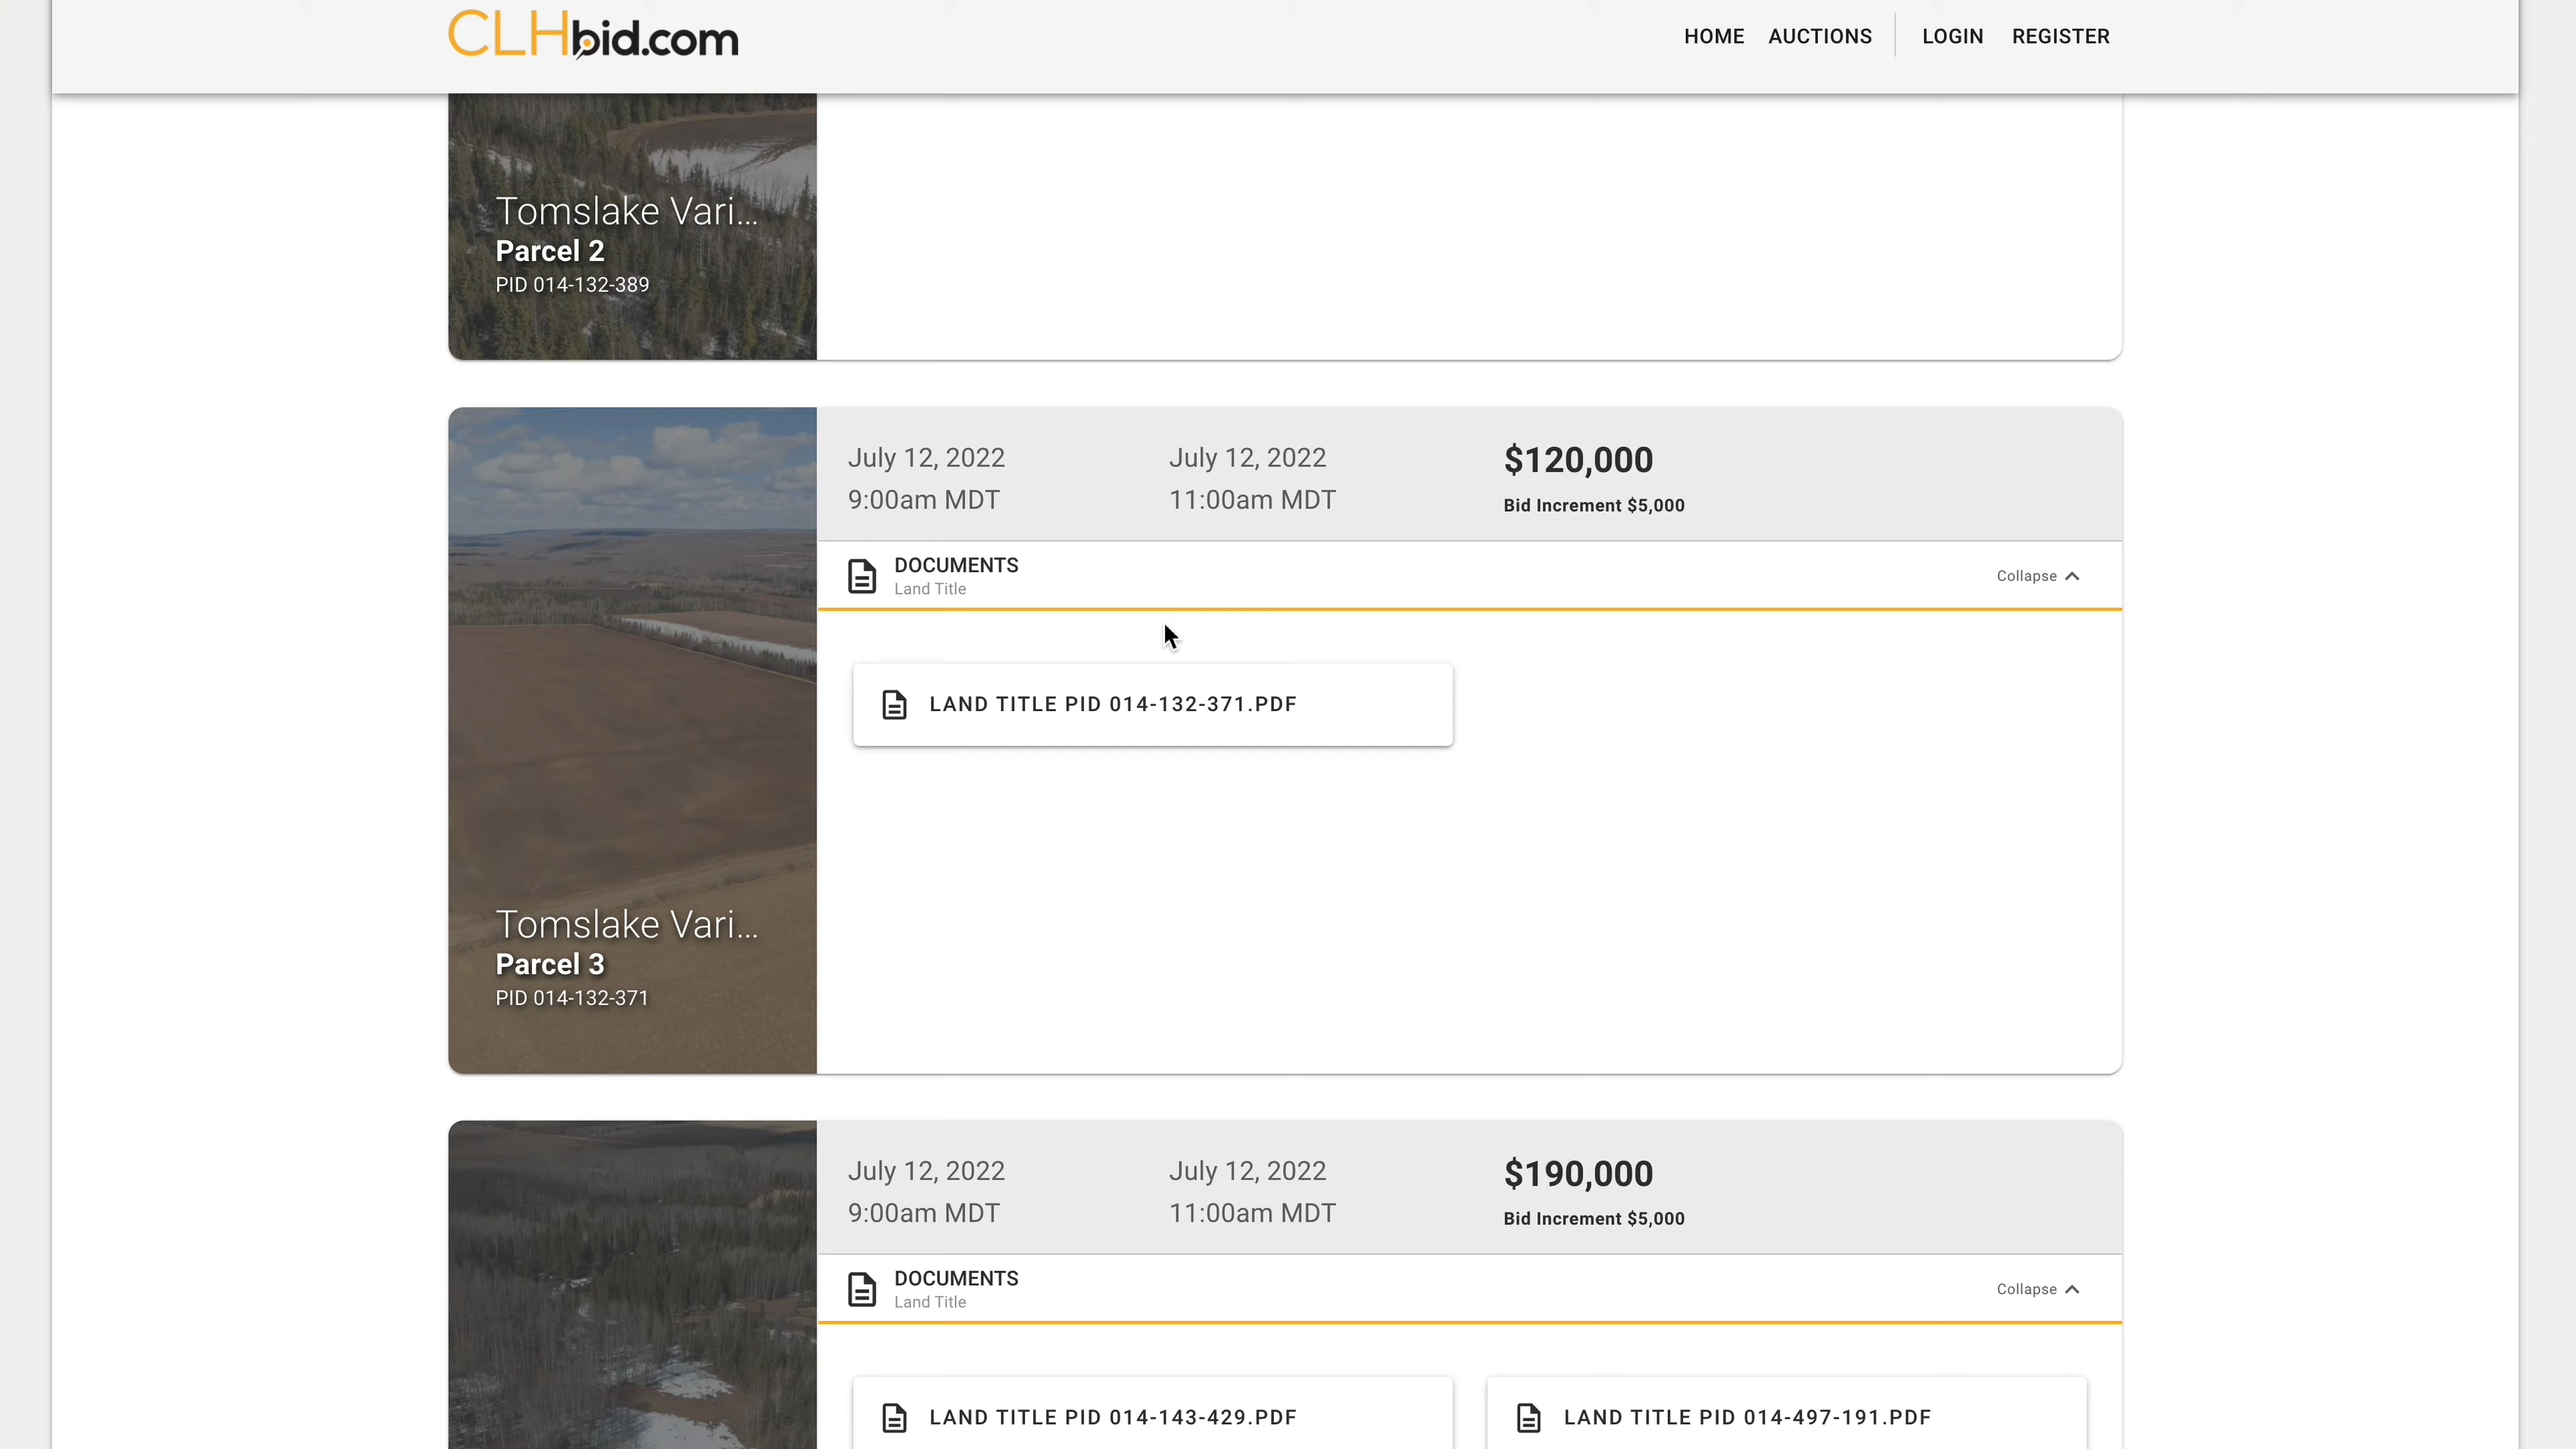 CLHbid.com
HOME AUCTIONS LOGIN REGISTER
Tomslake Vari...
Parcel 2
PID 014-132-389
July 12, 2022
9:00am MDT
July 12, 2022
11:00am MDT
$120,000
Bid Increment $5,000
DOCUMENTS
Land Title
Collapse
LAND TITLE PID 014-132-371.PDF
Tomslake Vari...
Parcel 3
PID 014-132-371
July 12, 2022
9:00am MDT
July 12, 2022
11:00am MDT
$190,000
Bid Increment $5,000
DOCUMENTS
Land Title
Collapse
LAND TITLE PID 014-143-429.PDF
LAND TITLE PID 014-497-191.PDF